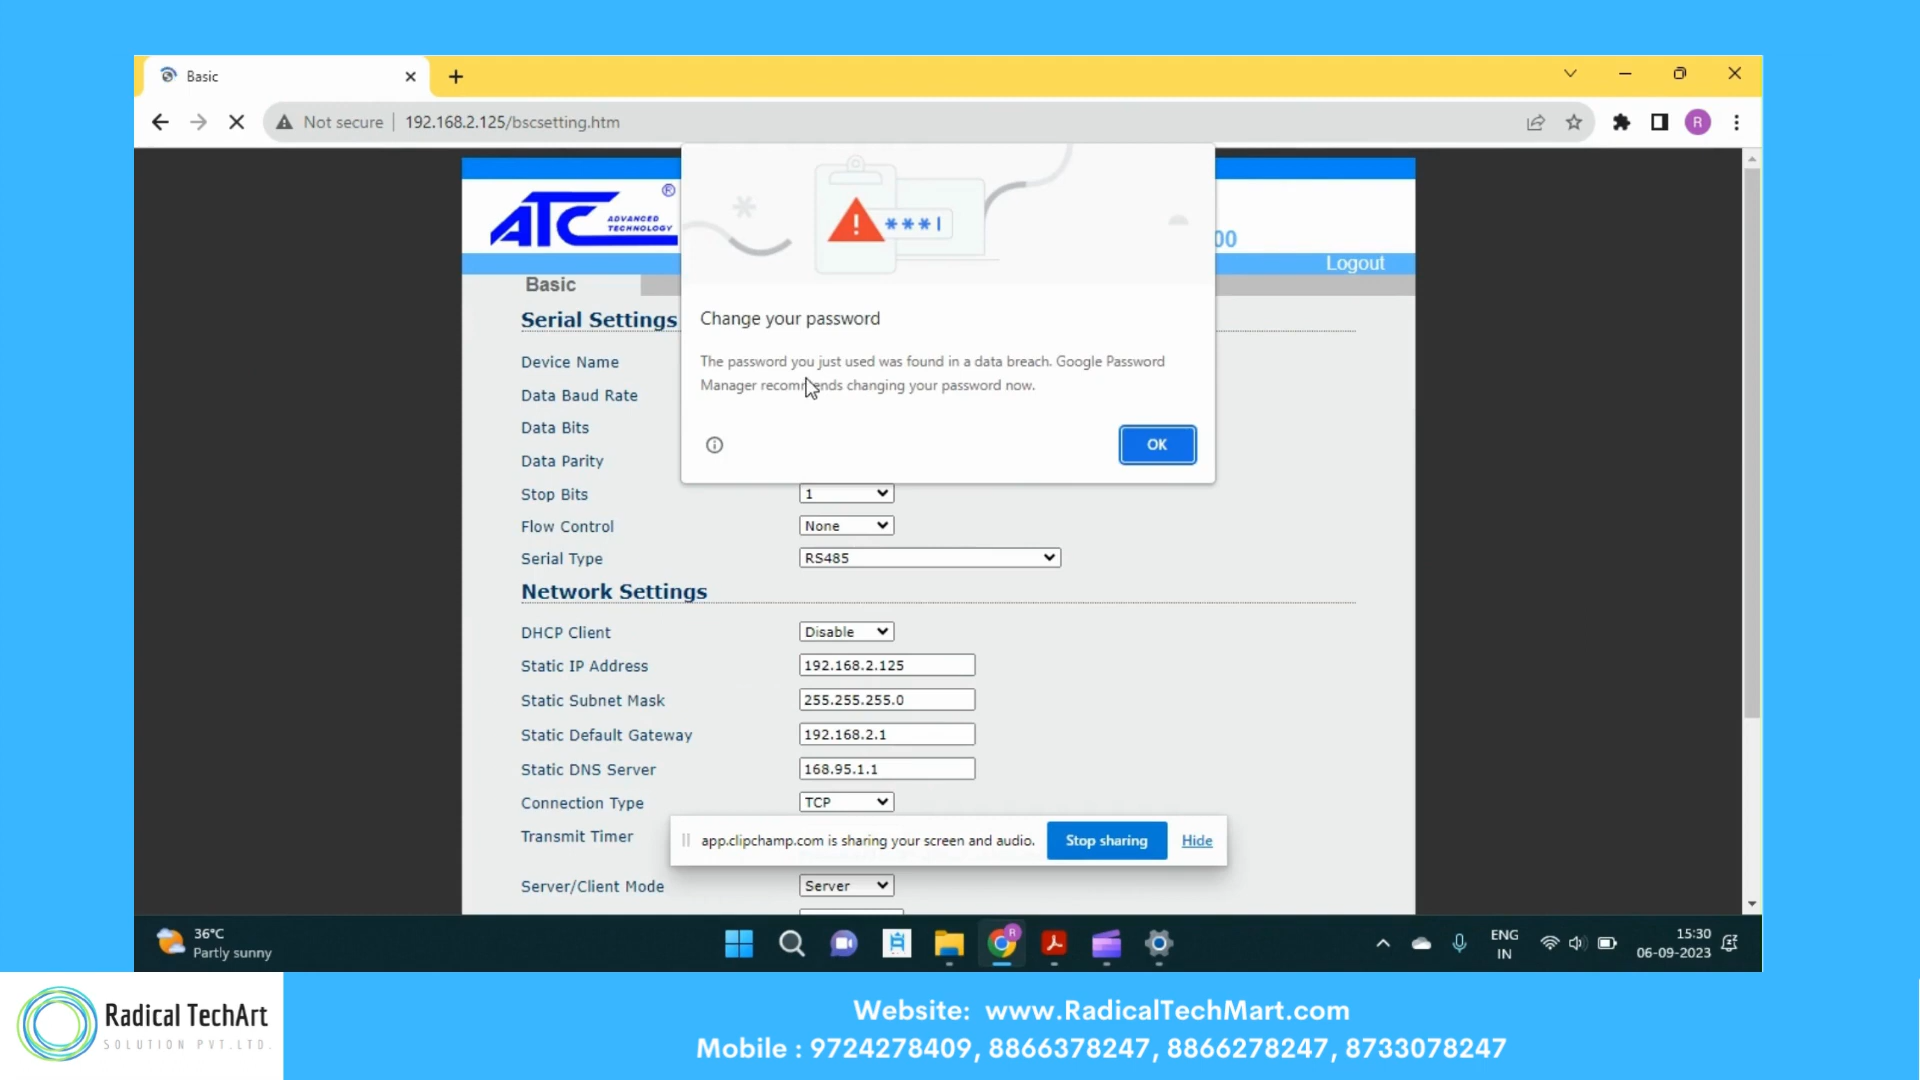 Basic
Not secure | 192.168.2.125/bscsetting.htm
R
ATC ®
ADVANCED
TECHNOLOGY
***|
00
Logout
Basic
Serial Settings
Change your password
The password you just used was found in a data breach. Google Password
Manager recommends changing your password now.
OK
Device Name
Data Baud Rate
Data Bits
Data Parity
Stop Bits 1
Flow Control None
Serial Type RS485
Network Settings
DHCP Client Disable
Static IP Address 192.168.2.125
Static Subnet Mask 255.255.255.0
Static Default Gateway 192.168.2.1
Static DNS Server 168.95.1.1
Connection Type TCP
Transmit Timer
app.clipchamp.com is sharing your screen and audio. Stop sharing Hide
Server/Client Mode Server
36°C
Partly sunny
R
ENG
IN
15:30
06-09-2023
Radical TechArt
SOLUTION PVT.LTD.
Website: www.RadicalTechMart.com
Mobile : 9724278409, 8866378247, 8866278247, 8733078247